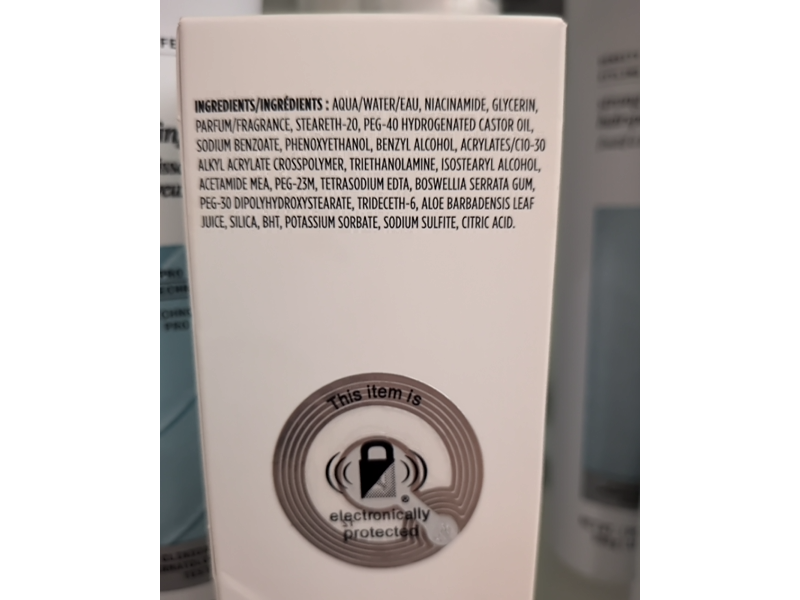 INGREDIENTS/INGRÉDIENTS : AQUA/WATER/EAU, NIACINAMIDE, GLYCERIN,
PARFUM/FRAGRANCE, STEARETH-20, PEG-40 HYDROGENATED CASTOR OIL,
SODIUM BENZOATE, PHENOXYETHANOL, BENZYL ALCOHOL, ACRYLATES/C10-30
ALKYL ACRYLATE CROSSPOLYMER, TRIETHANOLAMINE, ISOSTEARYL ALCOHOL,
ACETAMIDE MEA, PEG-23M, TETRASODIUM EDTA, BOSWELLIA SERRATA GUM,
PEG-30 DIPOLYHYDROXYSTEARATE, TRIDECETH-6, ALOE BARBADENSIS LEAF
JUICE, SILICA, BHT, POTASSIUM SORBATE, SODIUM SULFITE, CITRIC ACID.
This item is
®
electronically
protected